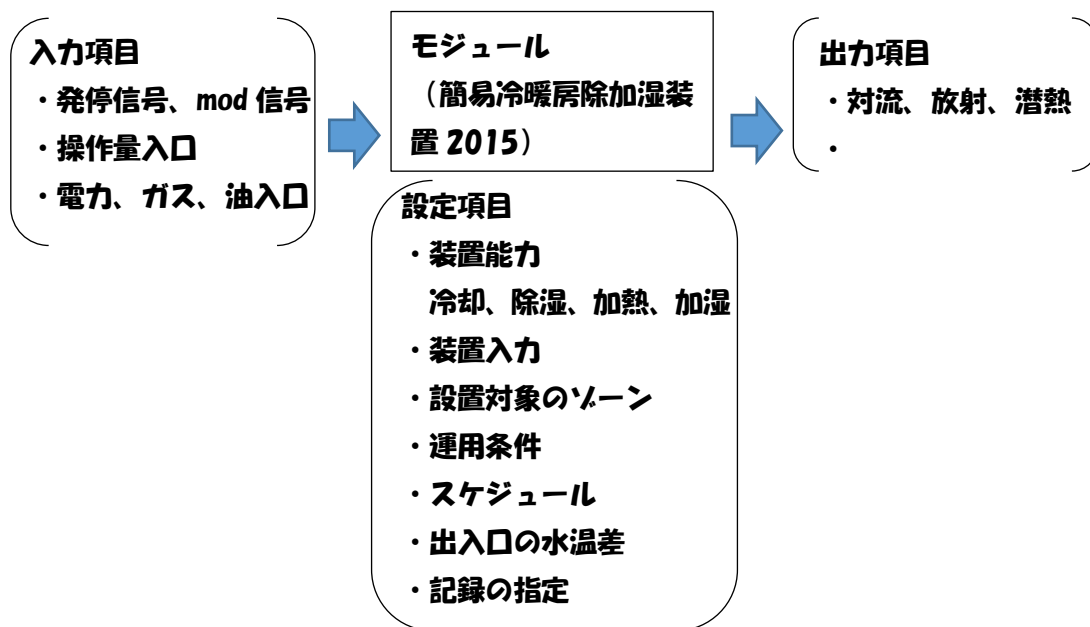 入力項目
・発停信号、mod 信号
・操作量入口
・電力、ガス、油入口
モジュール
（簡易冷暖房除加湿装
置 2015）
出力項目
・対流、放射、潜熱
・
設定項目
・装置能力
冷却、除湿、加熱、加湿
・装置入力
・設置対象のゾーン
・運用条件
・スケジュール
・出入口の水温差
・記録の指定